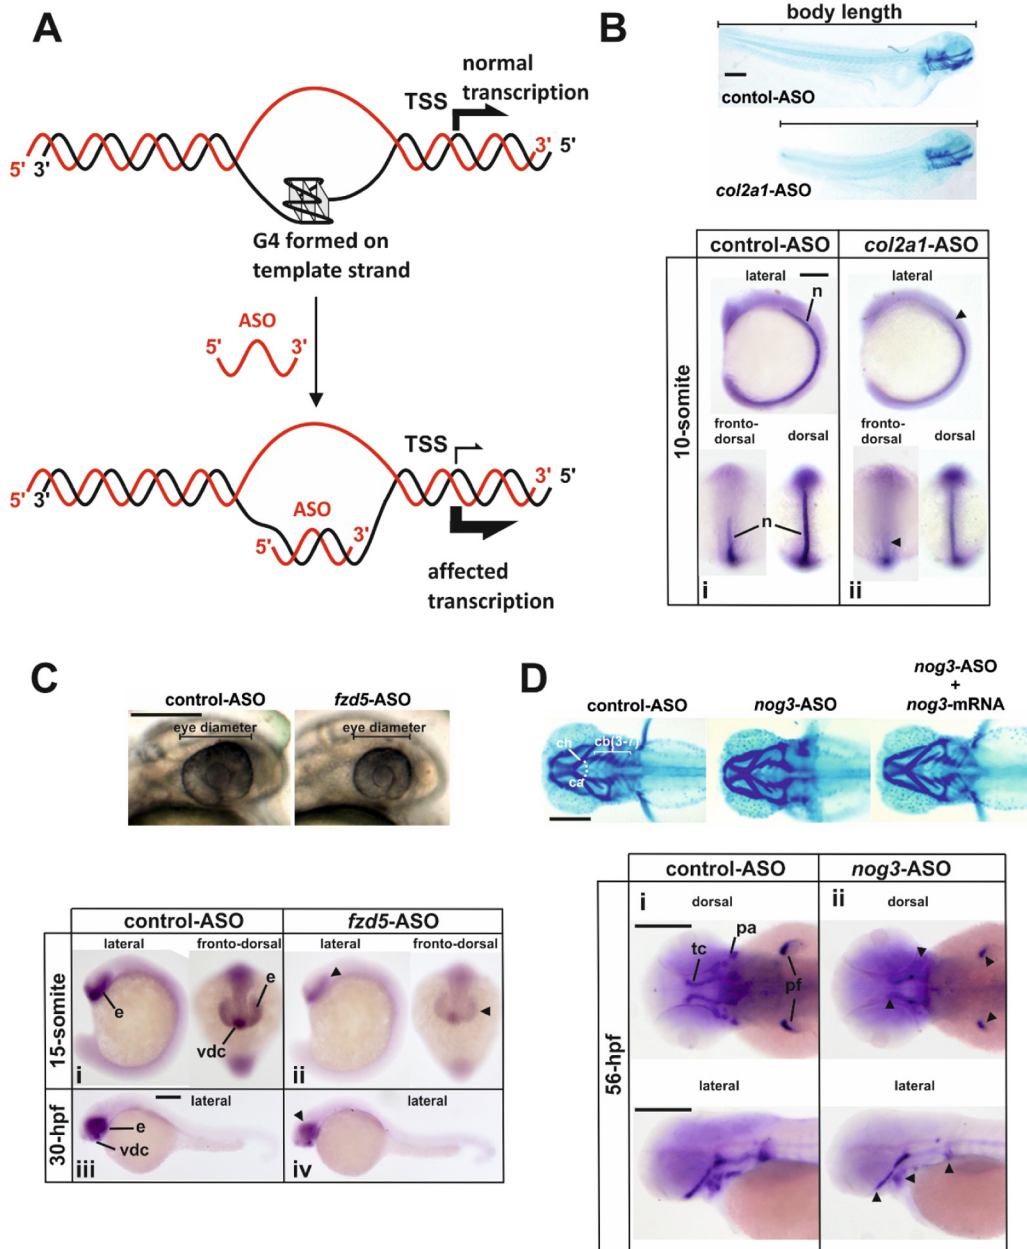 A
normal
transcription
TSS
5' 3'
3' 5'
G4 formed on
template strand
ASO
5' 3'
TSS
5' 3'
3' 5'
ASO
5' 3'
affected
transcription
B
body length
contol-ASO
col2a1-ASO
control-ASO col2a1-ASO
10-somite
lateral lateral
n
fronto-
dorsal
dorsal
fronto-
dorsal
dorsal
n
i ii
C
control-ASO fzd5-ASO
eye diameter eye diameter
control-ASO fzd5-ASO
15-somite
lateral fronto-dorsal lateral fronto-dorsal
e
e
vdc
i ii
30-hpf
lateral lateral
e
vdc
iii iv
D
control-ASO
nog3-ASO
nog3-ASO
+
nog3-mRNA
ch cb(3-7)
ca
control-ASO nog3-ASO
56-hpf
i ii
dorsal dorsal
pa
tc
pf
lateral lateral